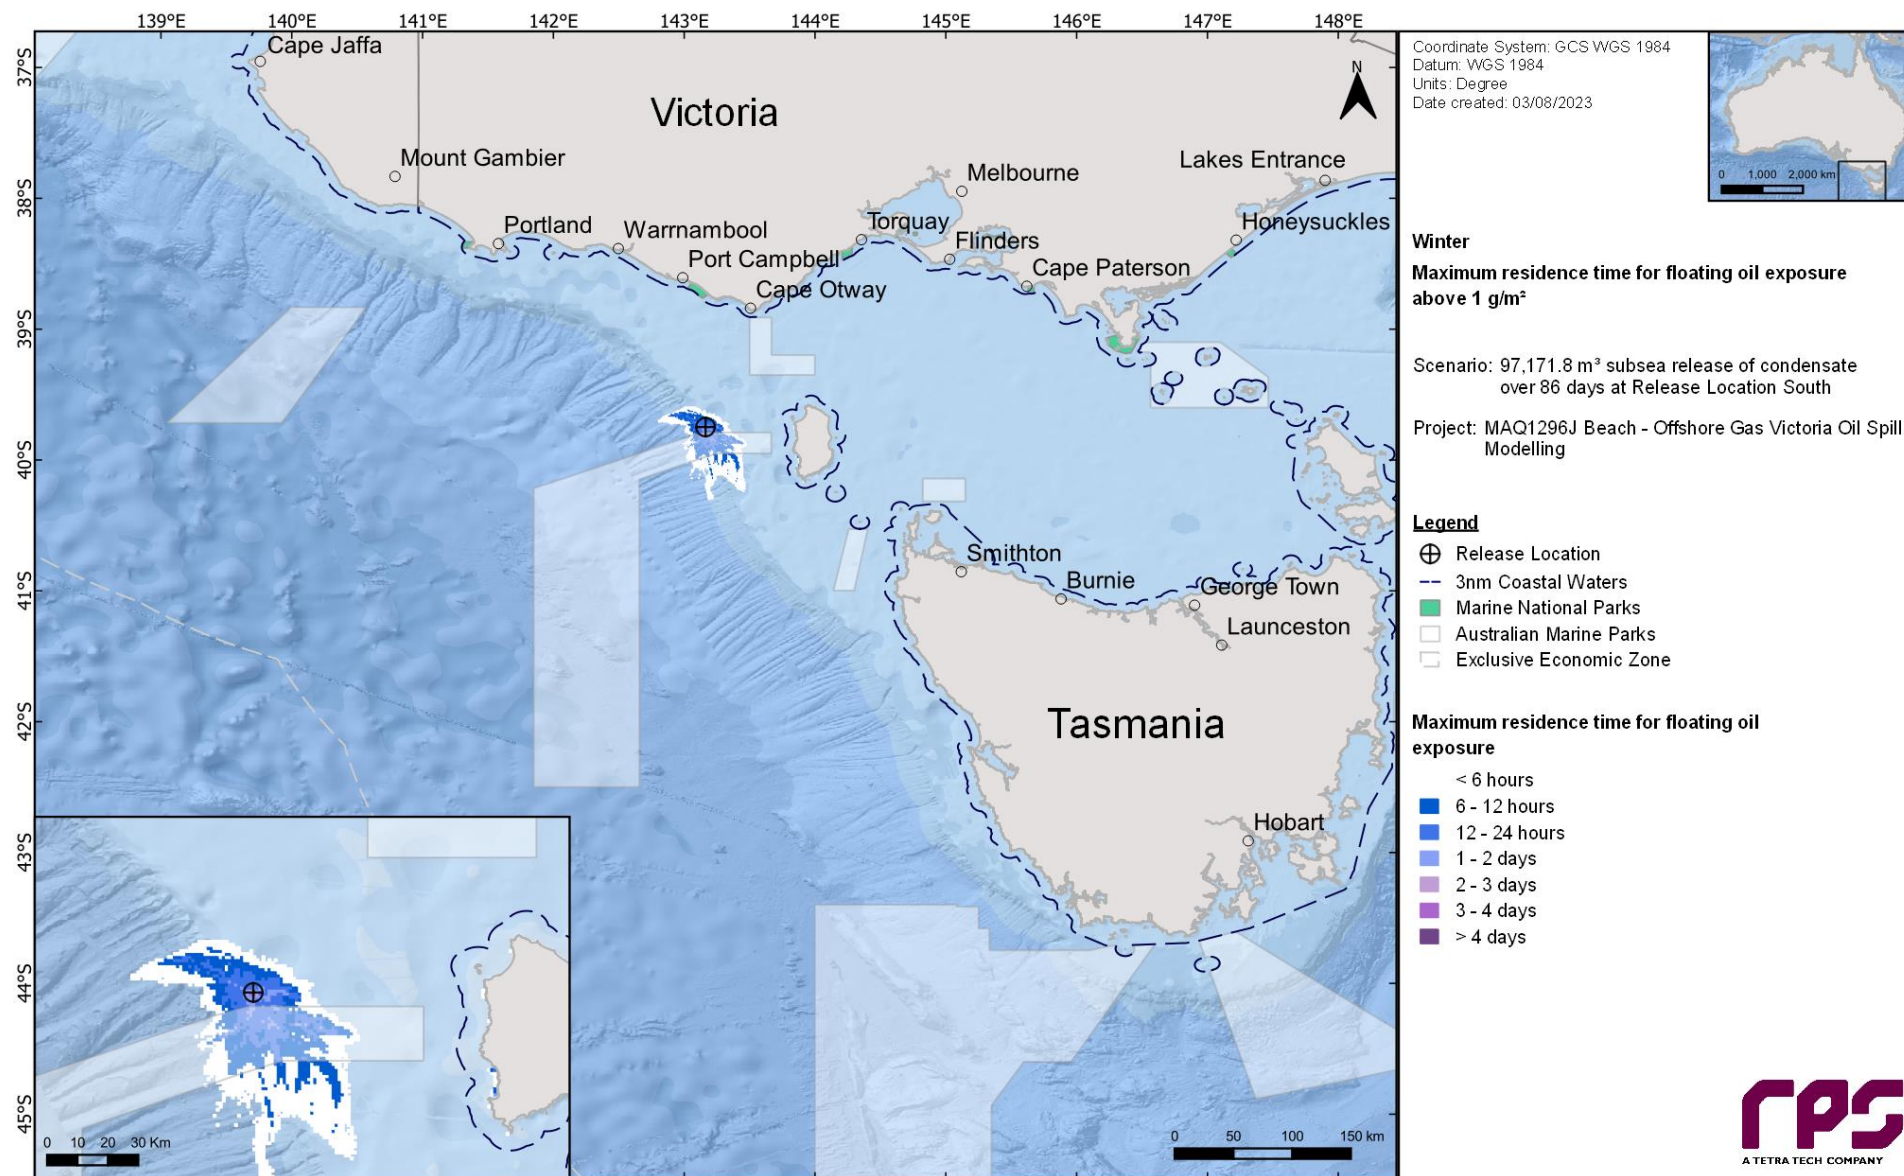 139°E 140°E 141°E 142°E 143°E 144°E 145°E 146°E 147°E 148°E
37°S
38°S
39°S
40°S
41°S
42°S
43°S
44°S
45°S
Cape Jaffa
Victoria
N
Mount Gambier
Melbourne
Lakes Entrance
Portland
Warrnambool
Torquay
Honeysuckles
Flinders
Port Campbell
Cape Paterson
Cape Otway
Smithton
Burnie
George Town
Launceston
Tasmania
Hobart
0 10 20 30 Km
0 50 100 150 km
Coordinate System: GCS WGS 1984
Datum: WGS 1984
Units: Degree
Date created: 03/08/2023
0 1,000 2,000 km
Winter
Maximum residence time for floating oil exposure
above 1 g/m²
Scenario: 97,171.8 m³ subsea release of condensate
over 86 days at Release Location South
Project: MAQ1296J Beach - Offshore Gas Victoria Oil Spill
Modelling
Legend
Release Location
3nm Coastal Waters
Marine National Parks
Australian Marine Parks
Exclusive Economic Zone
Maximum residence time for floating oil
exposure
< 6 hours
6 - 12 hours
12 - 24 hours
1 - 2 days
2 - 3 days
3 - 4 days
> 4 days
rps
A TETRA TECH COMPANY